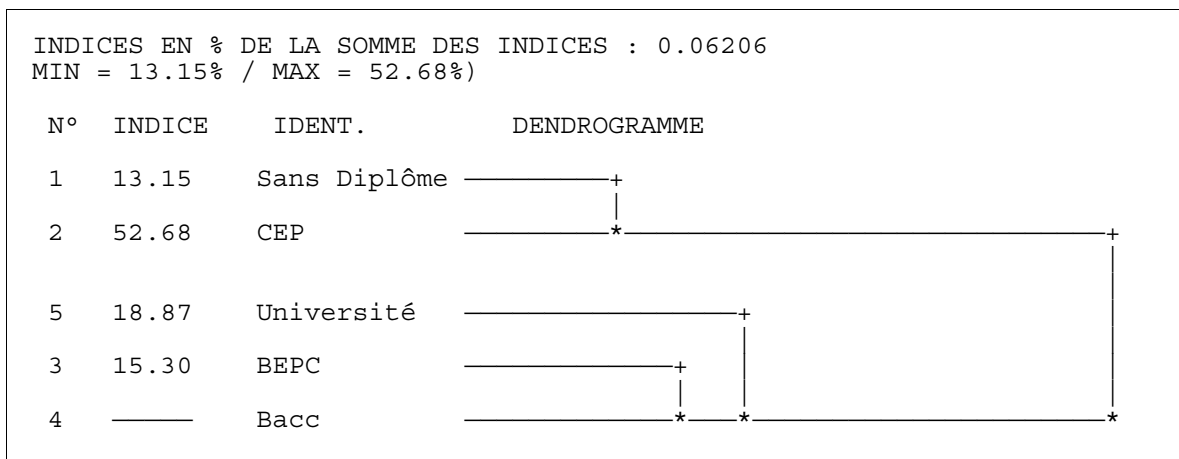 INDICES EN % DE LA SOMME DES INDICES : 0.06206
MIN = 13.15% / MAX = 52.68%)
N° INDICE IDENT. DENDROGRAMME
1 13.15 Sans Diplôme
2 52.68 CEP
5 18.87 Université
3 15.30 BEPC
4 ——— Bacc